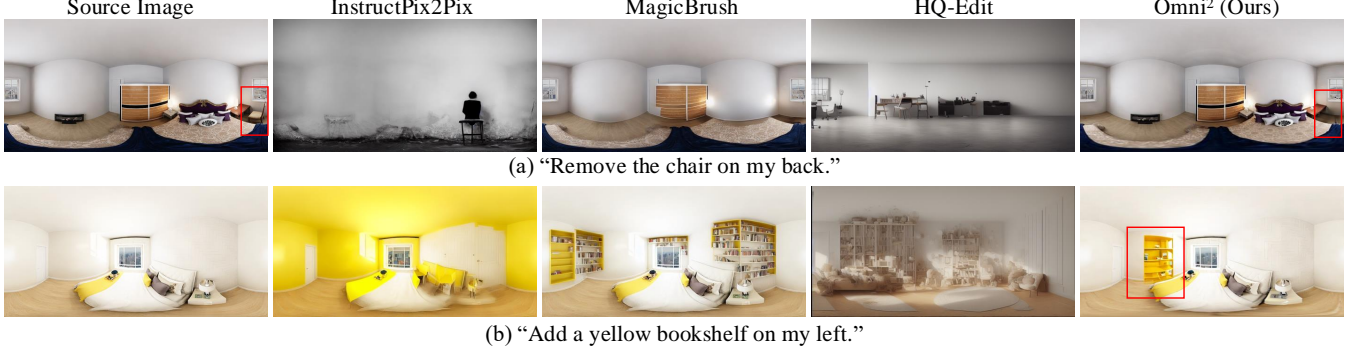 Source Image InstructPix2Pix MagicBrush HQ-Edit Omni² (Ours)
(a) “Remove the chair on my back.”
(b) “Add a yellow bookshelf on my left.”